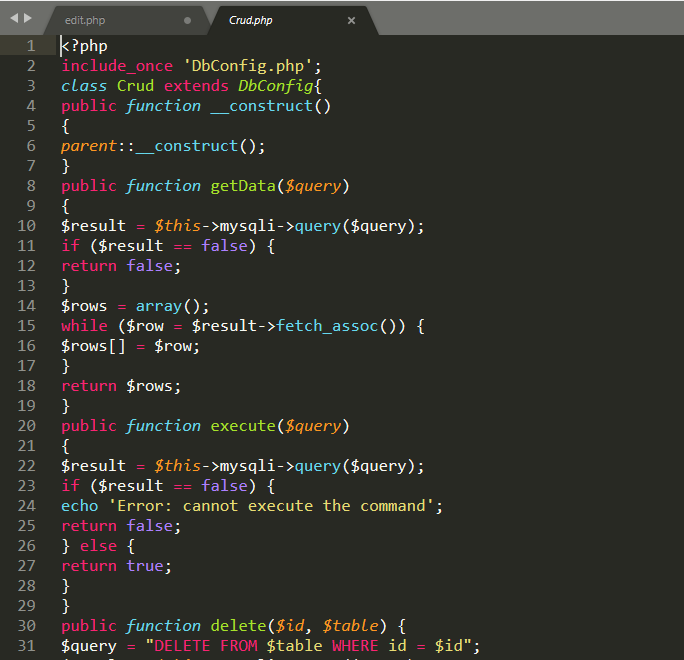 edit.php
Crud.php
1 <?php
2 include_once 'DbConfig.php';
3 class Crud extends DbConfig{
4 public function __construct()
5 {
6 parent::__construct();
7 }
8 public function getData($query)
9 {
10 $result = $this->mysqli->query($query);
11 if ($result == false) {
12 return false;
13 }
14 $rows = array();
15 while ($row = $result->fetch_assoc()) {
16 $rows[] = $row;
17 }
18 return $rows;
19 }
20 public function execute($query)
21 {
22 $result = $this->mysqli->query($query);
23 if ($result == false) {
24 echo 'Error: cannot execute the command';
25 return false;
26 } else {
27 return true;
28 }
29 }
30 public function delete($id, $table) {
31 $query = "DELETE FROM $table WHERE id = $id";